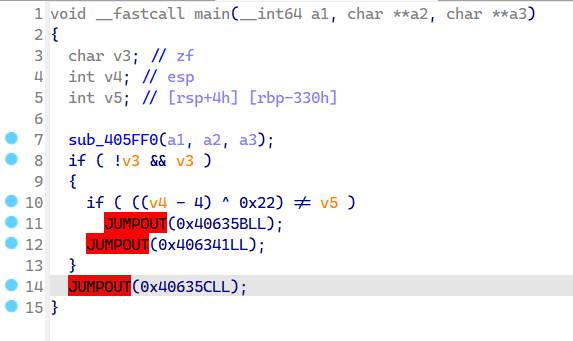 1 void __fastcall main(__int64 a1, char **a2, char **a3)
2 {
3 char v3; // zf
4 int v4; // esp
5 int v5; // [rsp+4h] [rbp-330h]
6
7 sub_405FF0(a1, a2, a3);
8 if ( !v3 && v3 )
9 {
10 if ( ((v4 - 4) ^ 0x22) ≠ v5 )
11 JUMPOUT(0x40635BLL);
12 JUMPOUT(0x406341LL);
13 }
14 JUMPOUT(0x40635CLL);
15 }